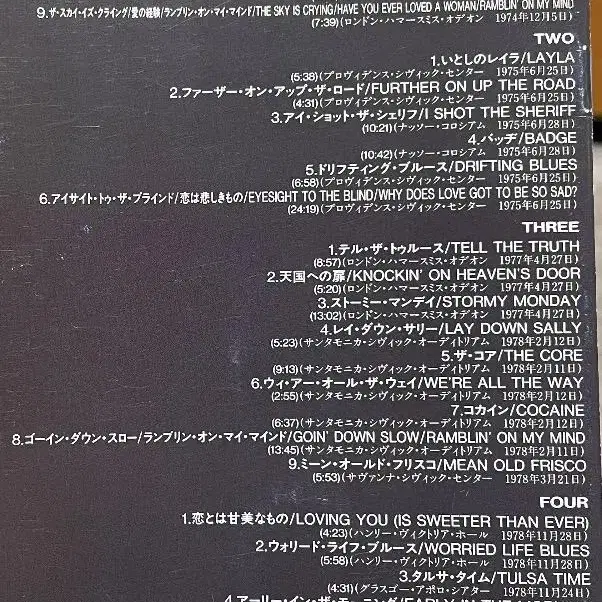 9.ザ・スカイ・イズ・クライング/愛の経験/ランブリン・オン・マイ・マインド/THE SKY IS CRYING/HAVE YOU EVER LOVED A WOMAN/RAMBLIN' ON MY MIND
(7:39)(ロンドン・ハマースミス・オデオン 1974年12月5日)
TWO
1.いとしのレイラ/LAYLA
(5:38)(プロヴィデンス・シヴィック・センター 1975年6月25日)
2.ファーザー・オン・アップ・ザ・ロード/FURTHER ON UP THE ROAD
(4:31)(プロヴィデンス・シヴィック・センター 1975年6月25日)
3.アイ・ショット・ザ・シェリフ/I SHOT THE SHERIFF
(10:21)(ナッソー・コロシアム 1975年6月28日)
4.バッヂ/BADGE
(10:42)(ナッソー・コロシアム 1975年6月28日)
5.ドリフティング・ブルース/DRIFTING BLUES
(6:58)(プロヴィデンス・シヴィック・センター 1975年6月25日)
6.アイサイト・トゥ・ザ・ブラインド/恋は悲しきもの/EYESIGHT TO THE BLIND/WHY DOES LOVE GOT TO BE SO SAD?
(24:19)(プロヴィデンス・シヴィック・センター 1975年6月25日)
THREE
1.テル・ザ・トゥルース/TELL THE TRUTH
(8:57)(ロンドン・ハマースミス・オデオン 1977年4月27日)
2.天国への扉/KNOCKIN' ON HEAVEN'S DOOR
(5:20)(ロンドン・ハマースミス・オデオン 1977年4月27日)
3.ストーミー・マンデイ/STORMY MONDAY
(13:02)(ロンドン・ハマースミス・オデオン 1977年4月27日)
4.レイ・ダウン・サリー/LAY DOWN SALLY
(5:23)(サンタモニカ・シヴィック・オーディトリアム 1978年2月12日)
5.ザ・コア/THE CORE
(9:13)(サンタモニカ・シヴィック・オーディトリアム 1978年2月11日)
6.ウィ・アー・オール・ザ・ウェイ/WE'RE ALL THE WAY
(2:55)(サンタモニカ・シヴィック・オーディトリアム 1978年2月12日)
7.コカイン/COCAINE
(6:37)(サンタモニカ・シヴィック・オーディトリアム 1978年2月12日)
8.ゴーイン・ダウン・スロー/ランブリン・オン・マイ・マインド/GOIN' DOWN SLOW/RAMBLIN' ON MY MIND
(13:45)(サンタモニカ・シヴィック・オーディトリアム 1978年2月11日)
9.ミーン・オールド・フリスコ/MEAN OLD FRISCO
(5:53)(サヴァンナ・シヴィック・センター 1978年3月21日)
FOUR
1.恋とは甘美なもの/LOVING YOU (IS SWEETER THAN EVER)
(4:23)(ハンリー・ヴィクトリア・ホール 1978年11月28日)
2.ウォリード・ライフ・ブルース/WORRIED LIFE BLUES
(5:58)(ハンリー・ヴィクトリア・ホール 1978年11月28日)
3.タルサ・タイム/TULSA TIME
(4:31)(グラスゴー・アポロ・シアター 1978年11月24日)
4.アーリー・イン・ザ・モーニング/EARLY IN THE